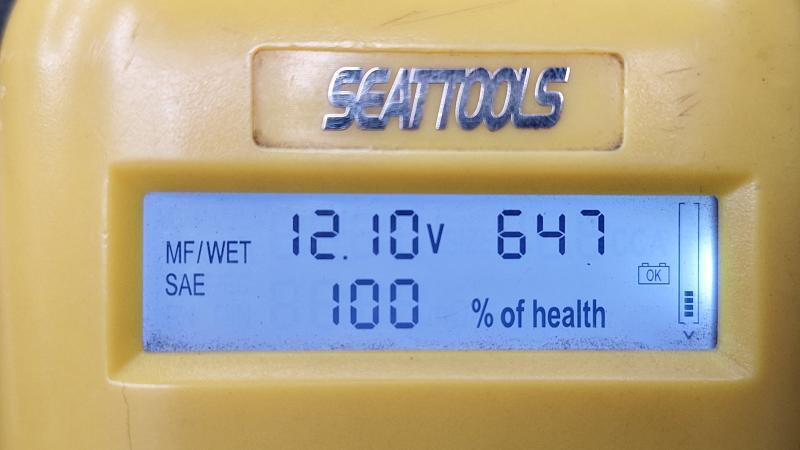 SEATTOOLS
MF/WET 12.10V 647
SAE 100 % of health
OK